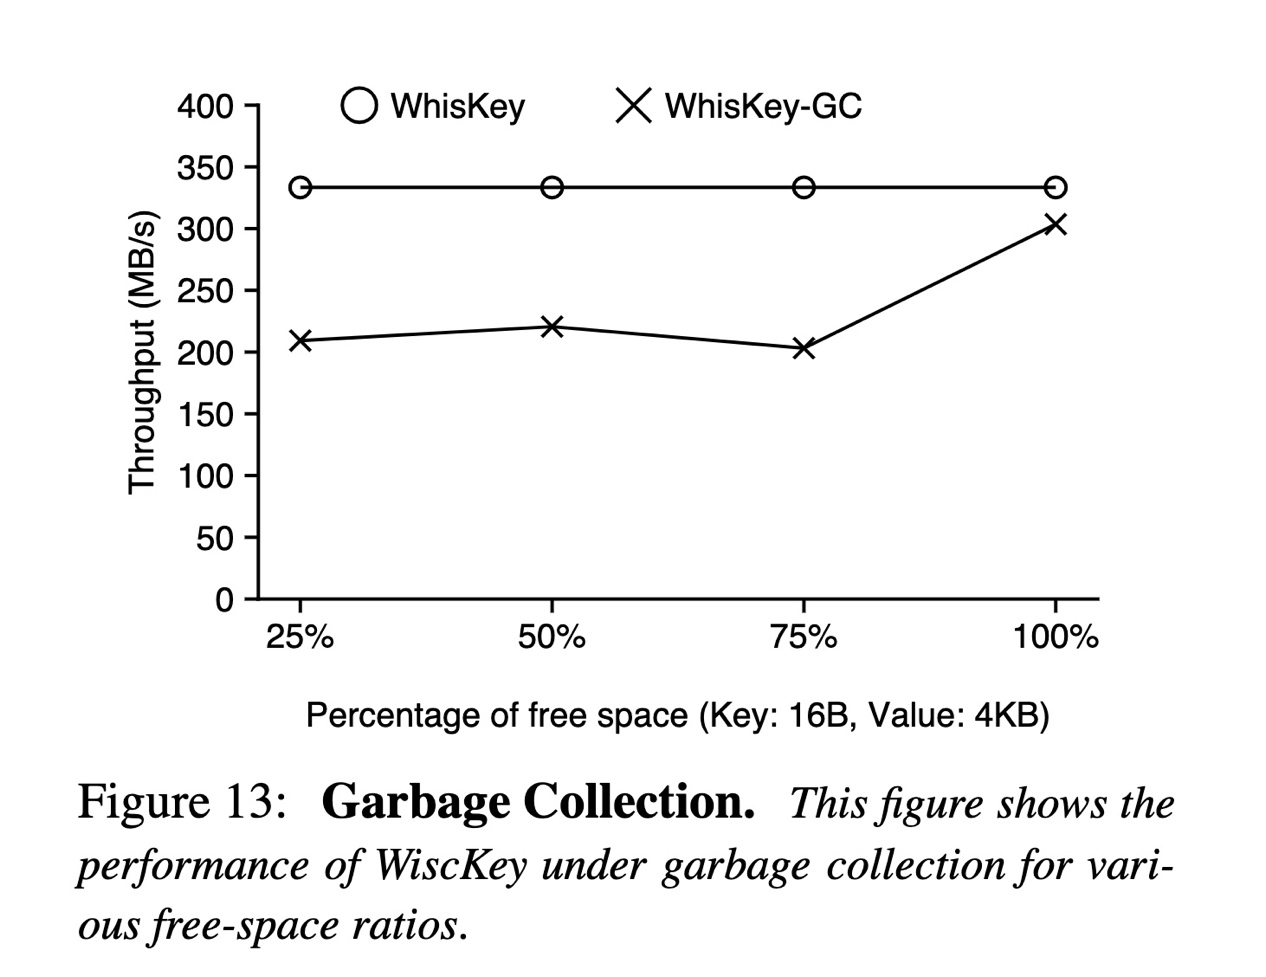 WhisKey WhisKey-GC
400
350
300
250
200
150
100
50
0
Throughput (MB/s)
25% 50% 75% 100%
Percentage of free space (Key: 16B, Value: 4KB)
Figure 13: Garbage Collection. This figure shows the
performance of WiscKey under garbage collection for vari-
ous free-space ratios.